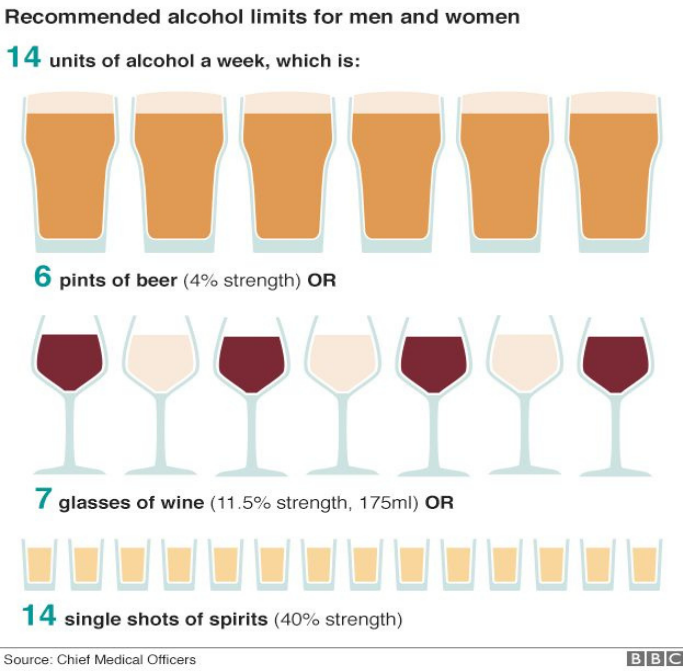 Recommended alcohol limits for men and women
14 units of alcohol a week, which is:
6 pints of beer (4% strength) OR
7 glasses of wine (11.5% strength, 175ml) OR
14 single shots of spirits (40% strength)
Source: Chief Medical Officers
BBC